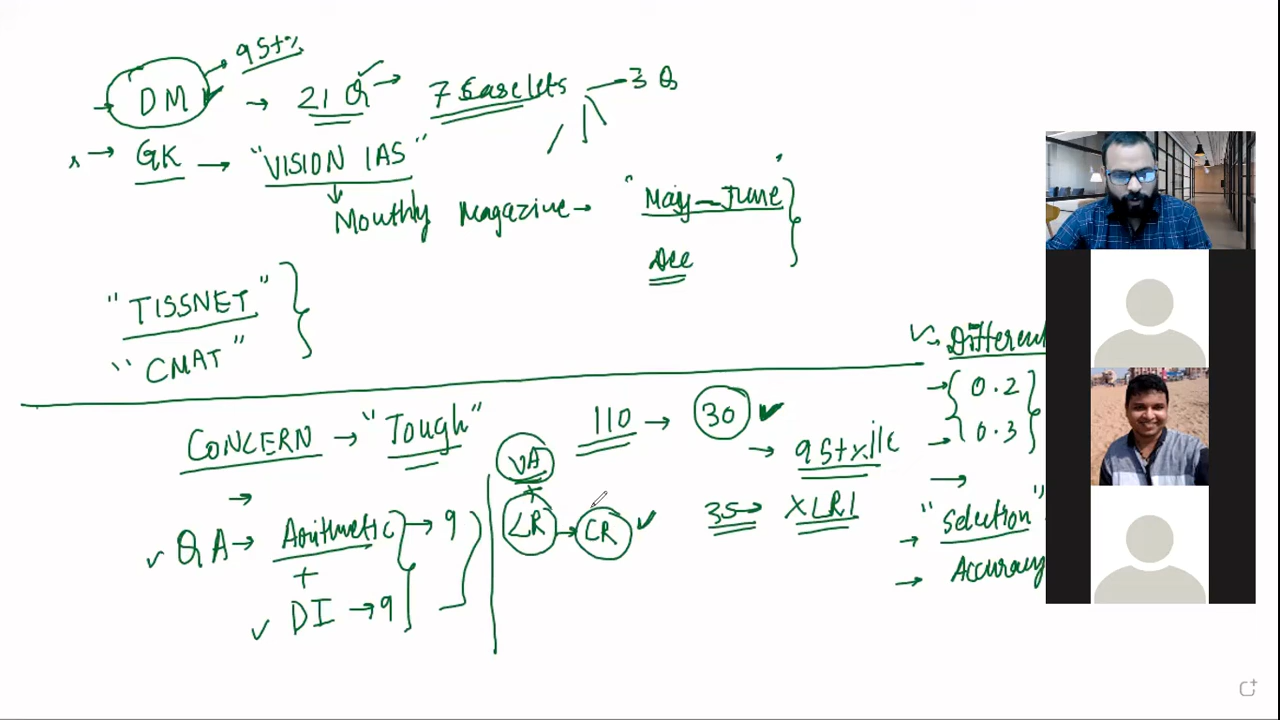 95+%
→ DM → 21 Q → 7 Caselets → 3 Q
→ GK → "VISION IAS"
Monthly Magazine → "May - June"
Dec
"TISSNET"
"CMAT"
Different
0.2
0.3
CONCERN → "Tough"
110 → 30
VA
+
LR → CR
→ 95+%ile
35 → XLRI
→ "Selection"
→ Accuracy
QA → Arithmetic → 9
+
DI → 9